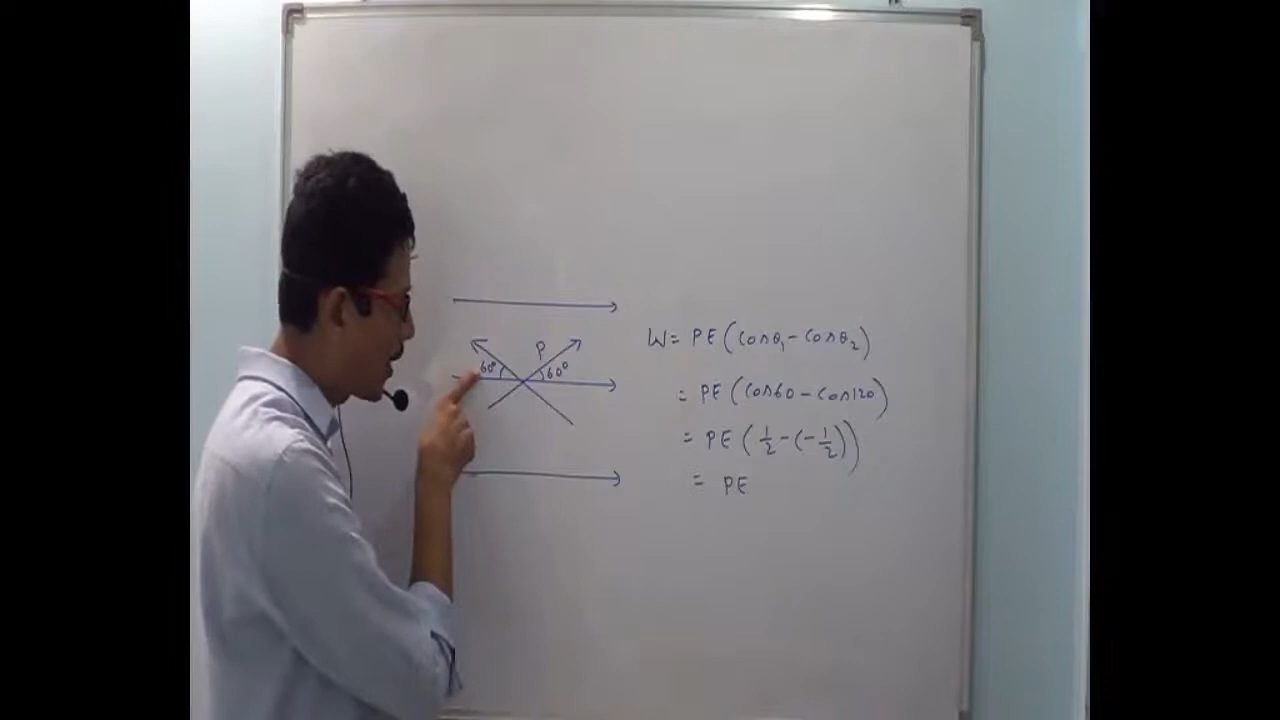 P
60° 60°
W = PE (cosθ₁ - cosθ₂)
= PE (cos60 - cos120)
= PE (1/2 - (-1/2))
= PE